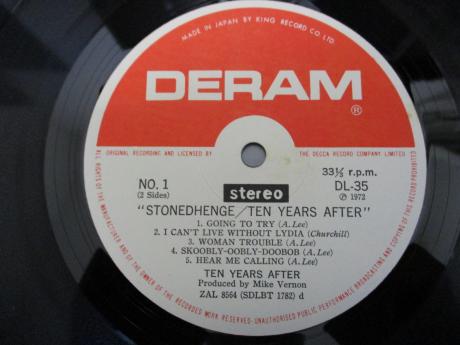 MADE IN JAPAN BY KING RECORD CO. LTD.
DERAM ®
ORIGINAL RECORDING AND LICENSED BY THE DECCA RECORD COMPANY LIMITED
NO. 1
(2 Sides)
stereo
33⅓ r.p.m.
DL-35
℗ 1972
"STONEDHENGE/TEN YEARS AFTER"
1. GOING TO TRY (A.Lee)
2. I CAN'T LIVE WITHOUT LYDIA (Churchill)
3. WOMAN TROUBLE (A.Lee)
4. SKOOBLY-OOBLY-DOOBOB (A.Lee)
5. HEAR ME CALLING (A.Lee)
TEN YEARS AFTER
Produced by Mike Vernon
ZAL 8564 (SDLBT 1782) d
ALL RIGHTS OF THE MANUFACTURER AND OF THE OWNER OF THE RECORDED WORK RESERVED-UNAUTHORISED PUBLIC PERFORMANCE BROADCASTING AND COPYING OF THIS RECORD PROHIBITED